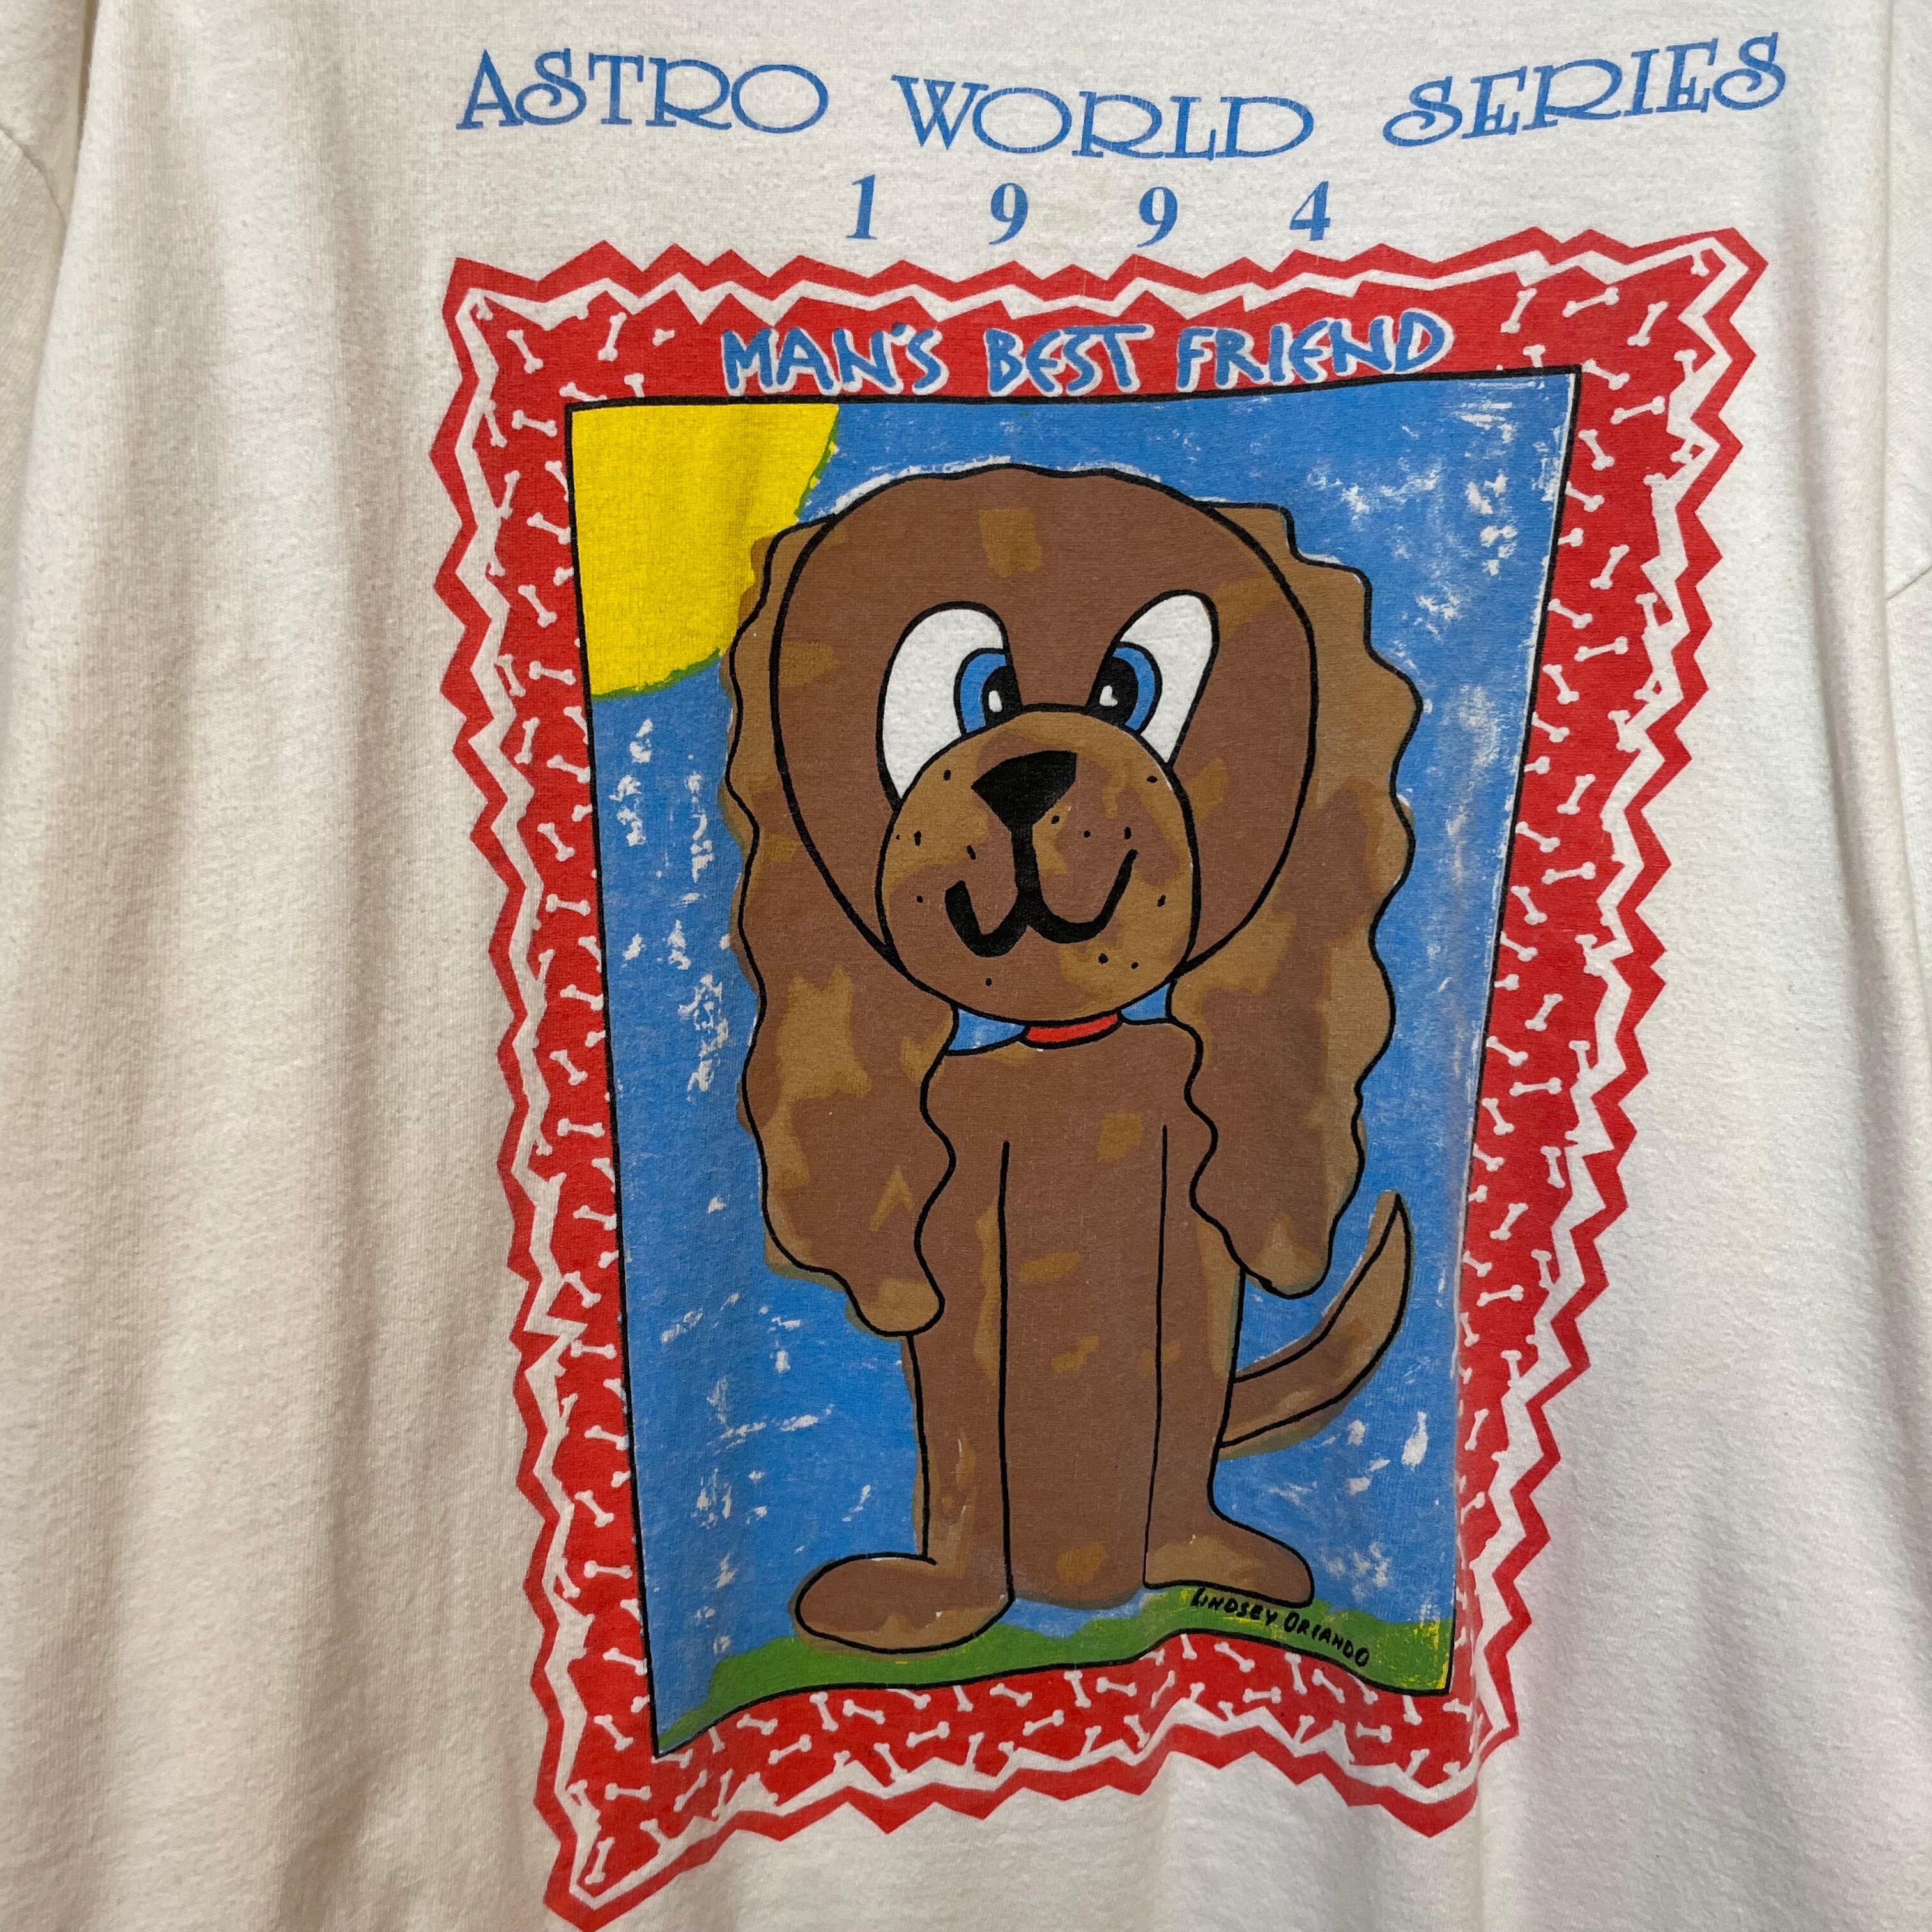 ASTRO WORLD SERIES
1994
MAN'S BEST FRIEND
LINDSEY ORLANDO